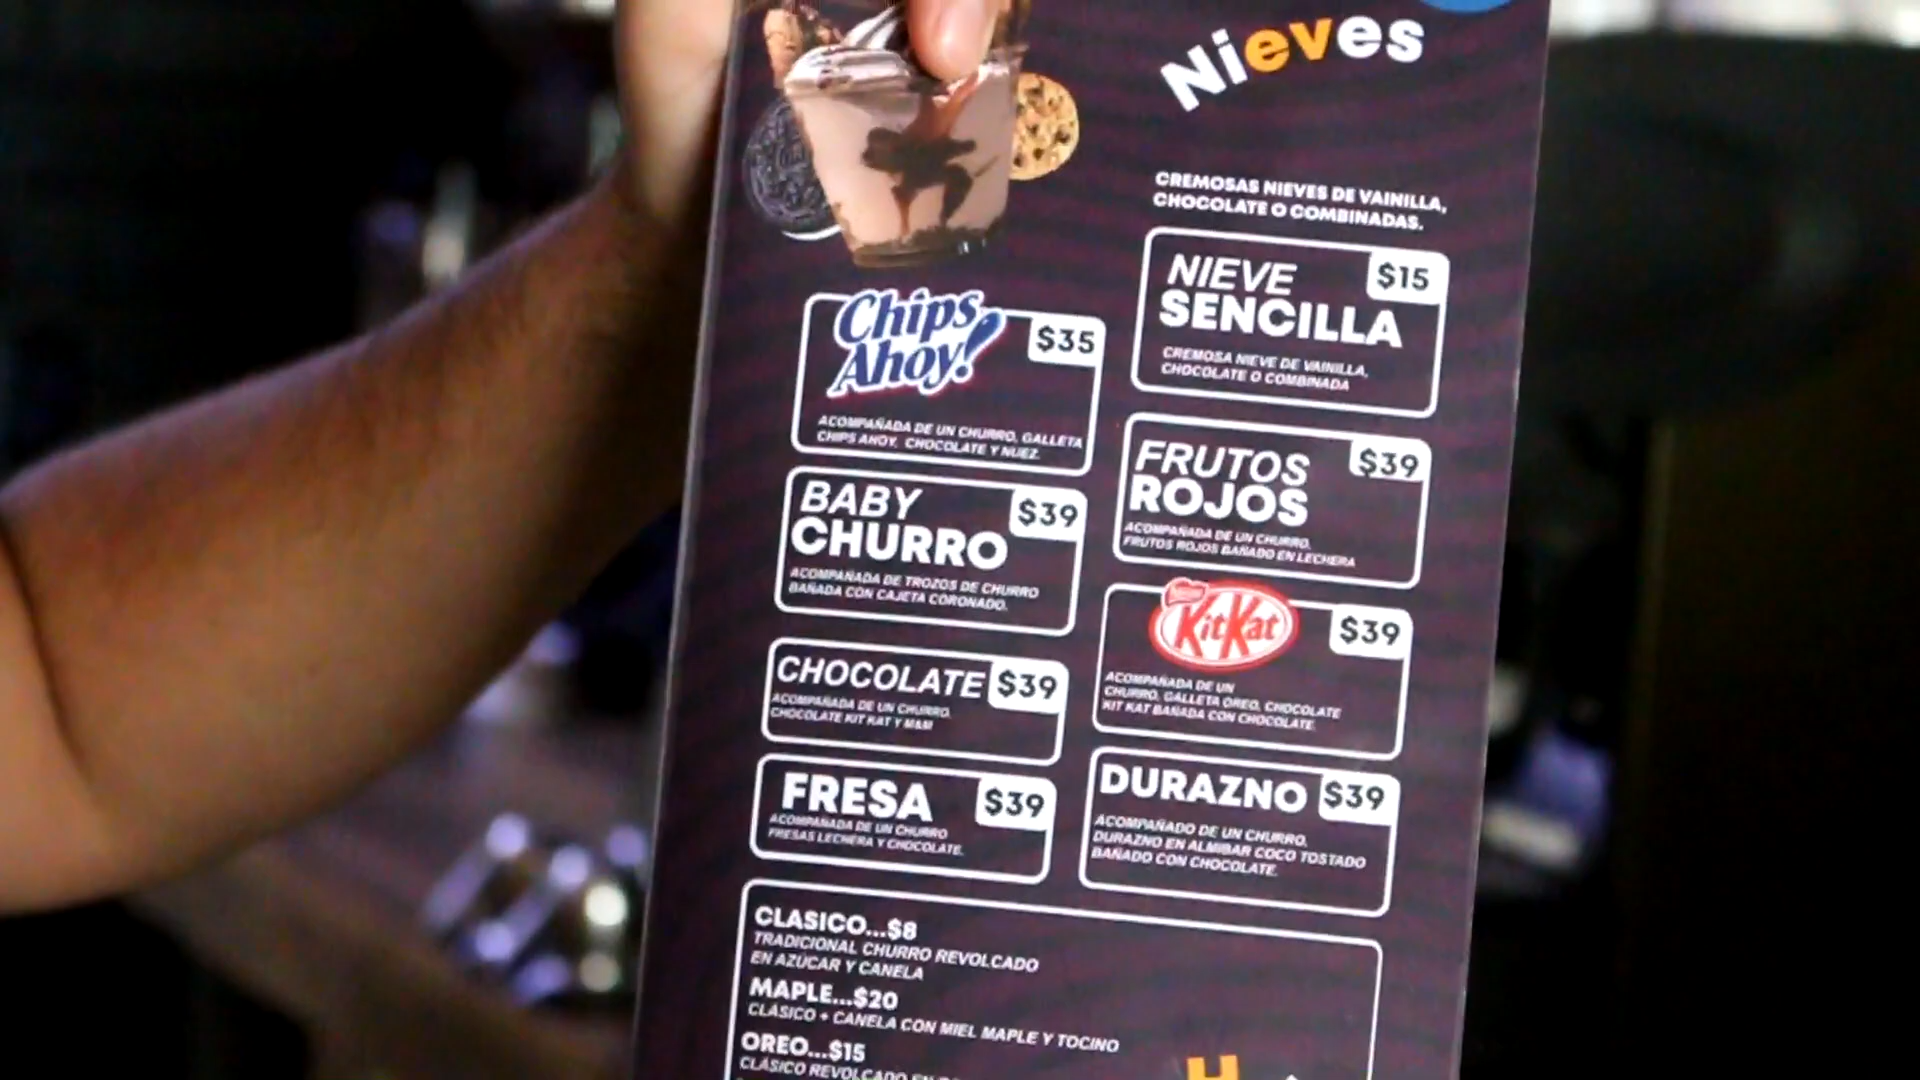 Nieves
CREMOSAS NIEVES DE VAINILLA,
CHOCOLATE O COMBINADAS.
NIEVE
SENCILLA
$15
CREMOSA NIEVE DE VAINILLA,
CHOCOLATE O COMBINADA
Chips
Ahoy!
$35
ACOMPAÑADA DE UN CHURRO, GALLETA
CHIPS AHOY, CHOCOLATE Y NUEZ.
FRUTOS
ROJOS
$39
ACOMPAÑADA DE UN CHURRO,
FRUTOS ROJOS BAÑADO EN LECHERA
BABY
CHURRO
$39
ACOMPAÑADA DE TROZOS DE CHURRO
BAÑADA CON CAJETA CORONADO.
Nestle
KitKat
$39
ACOMPAÑADA DE UN
CHURRO, GALLETA OREO, CHOCOLATE
KIT KAT BAÑADA CON CHOCOLATE.
CHOCOLATE $39
ACOMPAÑADA DE UN CHURRO,
CHOCOLATE KIT KAT Y M&M
FRESA $39
ACOMPAÑADA DE UN CHURRO
FRESAS LECHERA Y CHOCOLATE.
DURAZNO $39
ACOMPAÑADO DE UN CHURRO,
DURAZNO EN ALMIBAR COCO TOSTADO
BAÑADO CON CHOCOLATE.
CLASICO...$8
TRADICIONAL CHURRO REVOLCADO
EN AZÚCAR Y CANELA
MAPLE...$20
CLÁSICO + CANELA CON MIEL MAPLE Y TOCINO
OREO...$15
CLÁSICO REVOLCADO